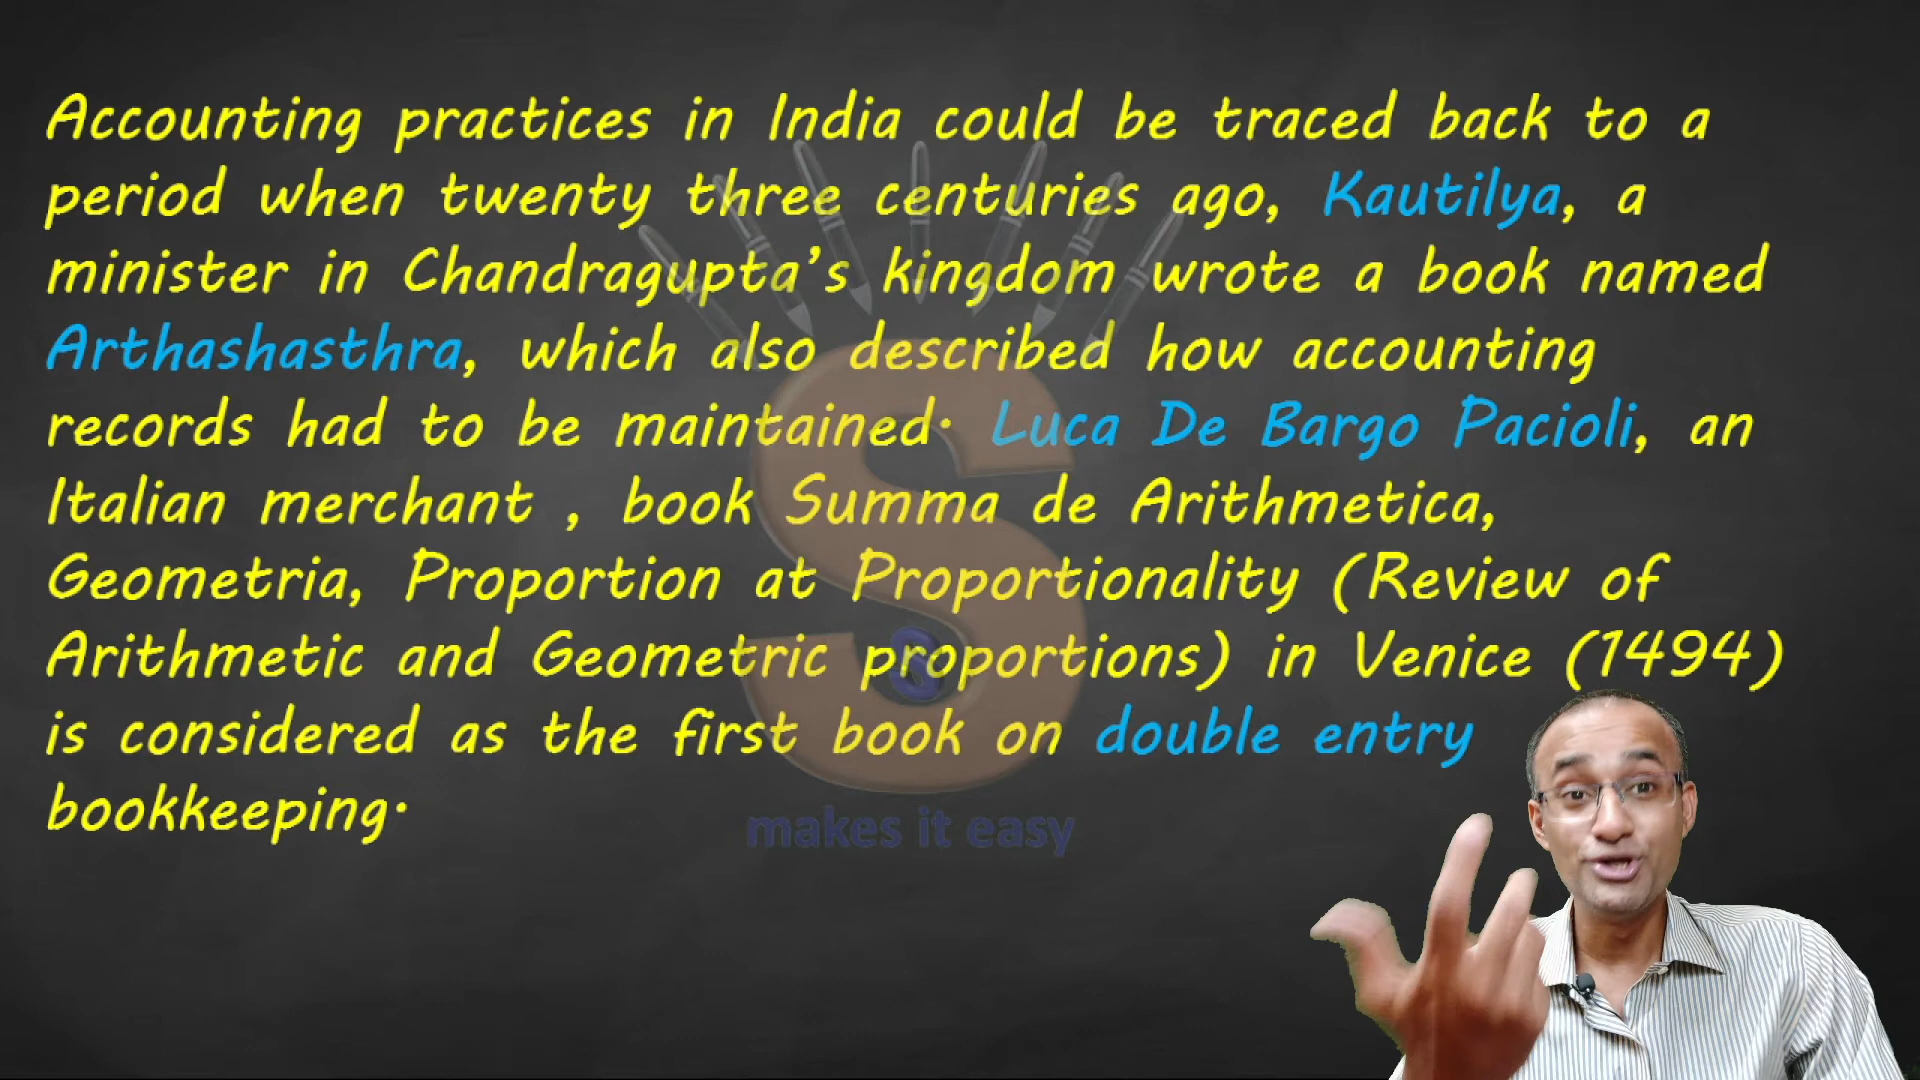 Accounting practices in India could be traced back to a
period when twenty three centuries ago, Kautilya, a
minister in Chandragupta's kingdom wrote a book named
Arthashasthra, which also described how accounting
records had to be maintained. Luca De Bargo Pacioli, an
Italian merchant , book Summa de Arithmetica,
Geometria, Proportion at Proportionality (Review of
Arithmetic and Geometric proportions) in Venice (1494)
is considered as the first book on double entry
bookkeeping.
S
S
makes it easy